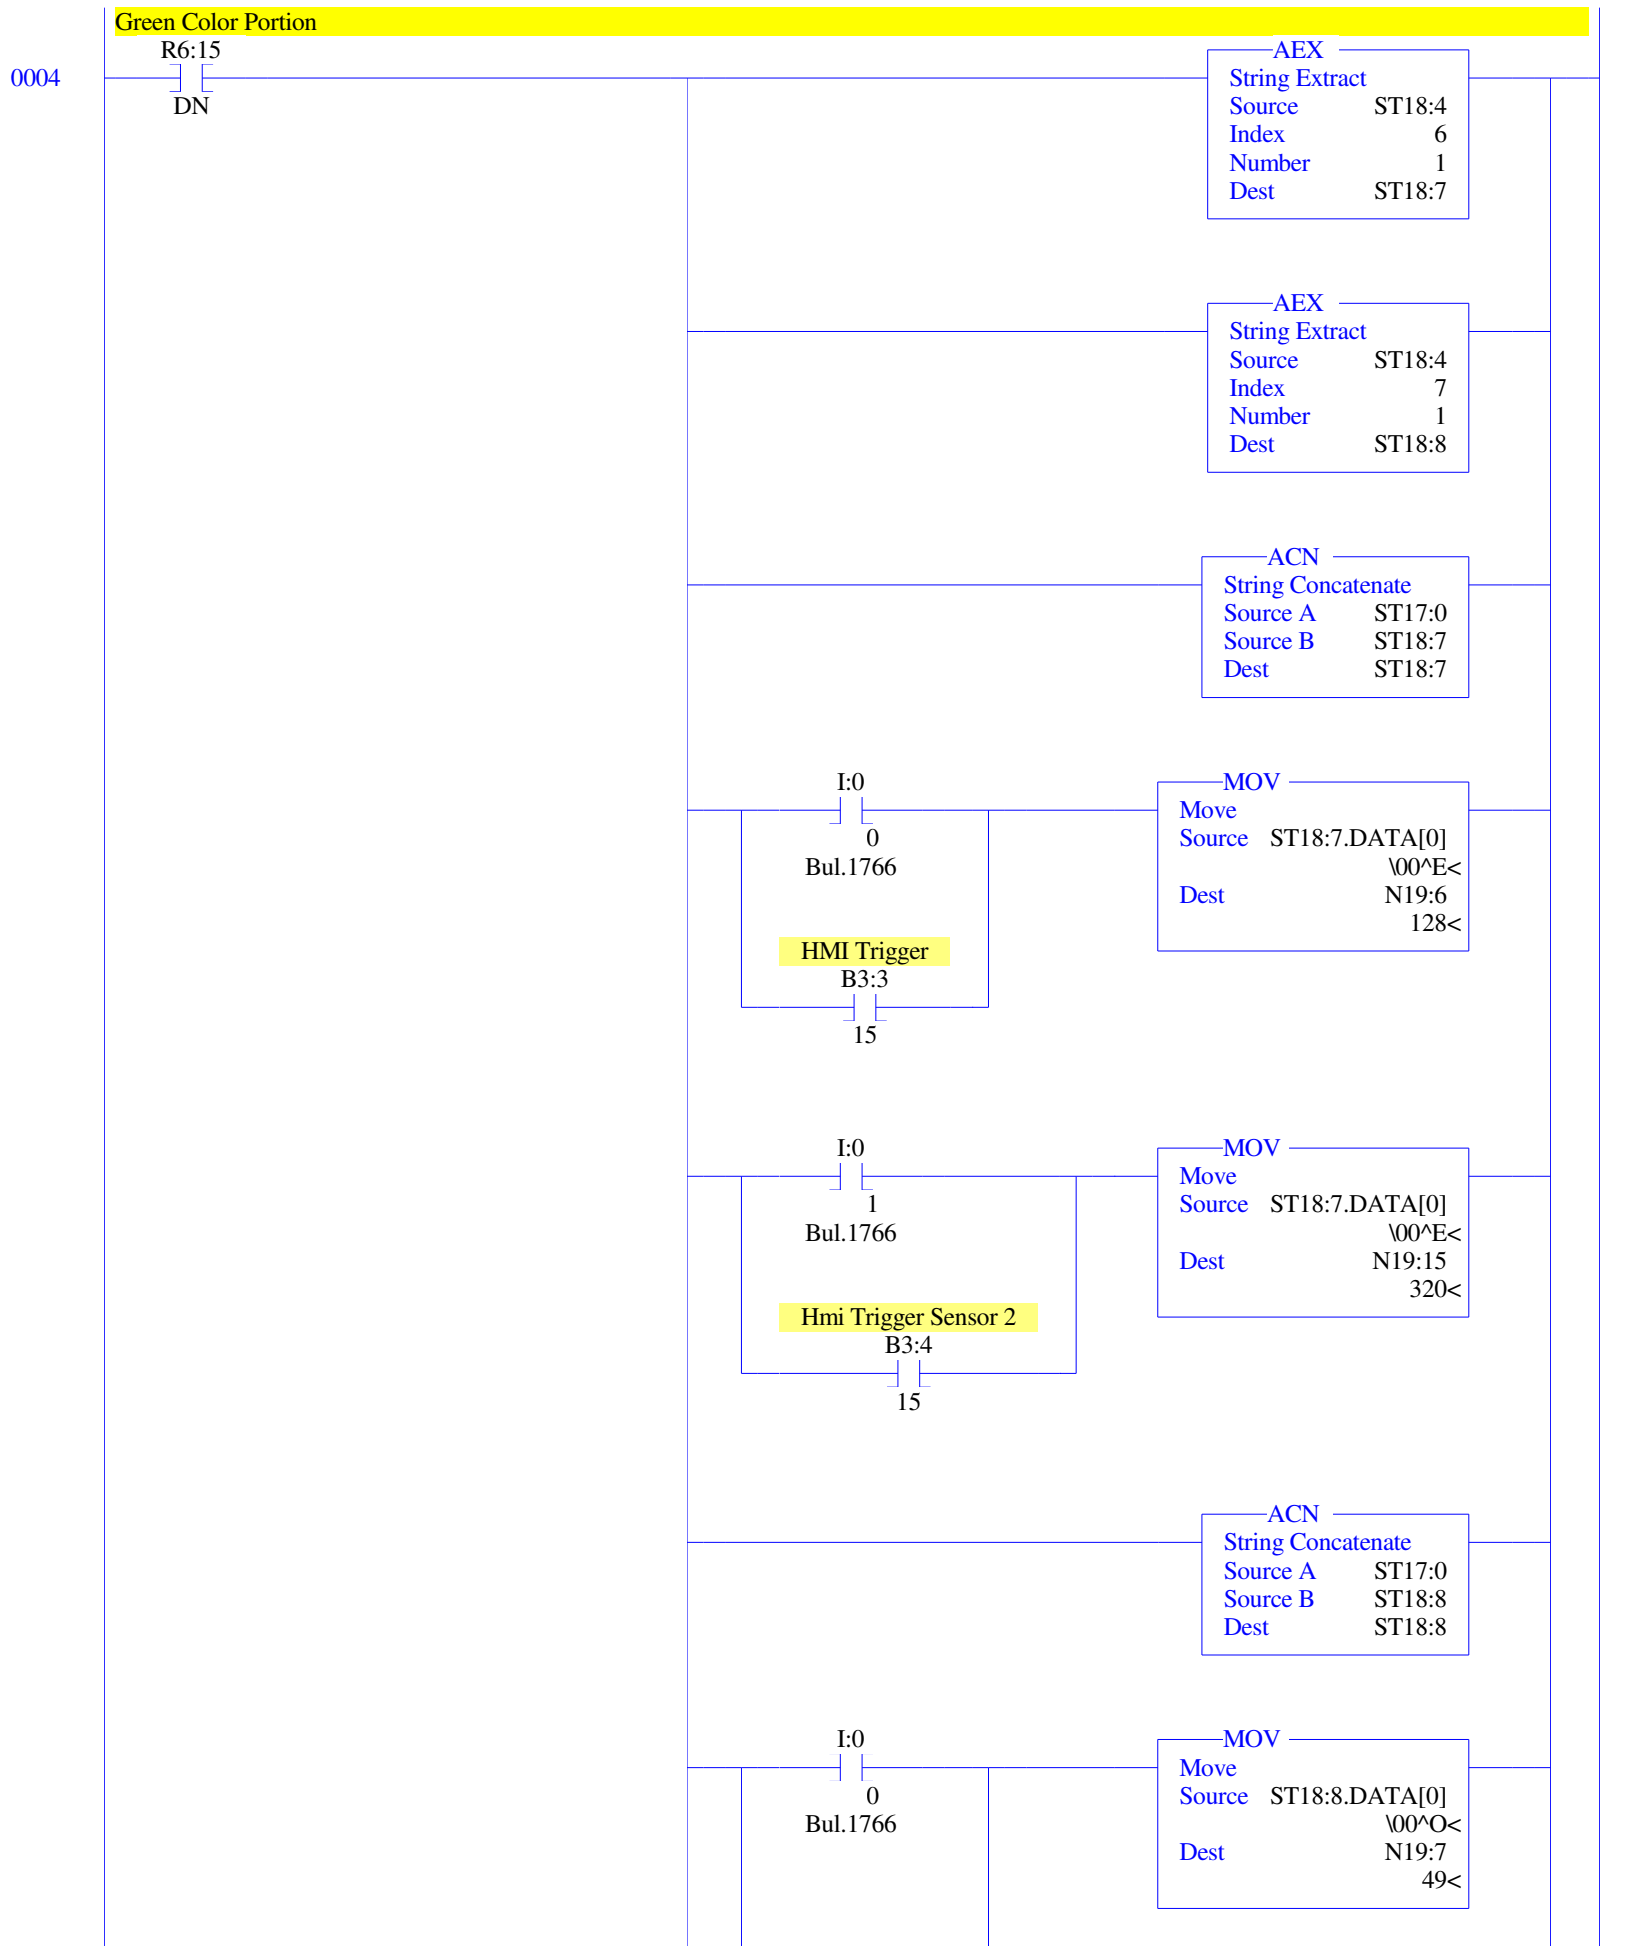 Green Color Portion
0004
R6:15
DN
AEX
String Extract
Source ST18:4
Index 6
Number 1
Dest ST18:7
AEX
String Extract
Source ST18:4
Index 7
Number 1
Dest ST18:8
ACN
String Concatenate
Source A ST17:0
Source B ST18:7
Dest ST18:7
I:0
0
Bul.1766
HMI Trigger
B3:3
15
MOV
Move
Source ST18:7.DATA[0]
\00^E<
Dest N19:6
128<
I:0
1
Bul.1766
Hmi Trigger Sensor 2
B3:4
15
MOV
Move
Source ST18:7.DATA[0]
\00^E<
Dest N19:15
320<
ACN
String Concatenate
Source A ST17:0
Source B ST18:8
Dest ST18:8
I:0
0
Bul.1766
MOV
Move
Source ST18:8.DATA[0]
\00^O<
Dest N19:7
49<